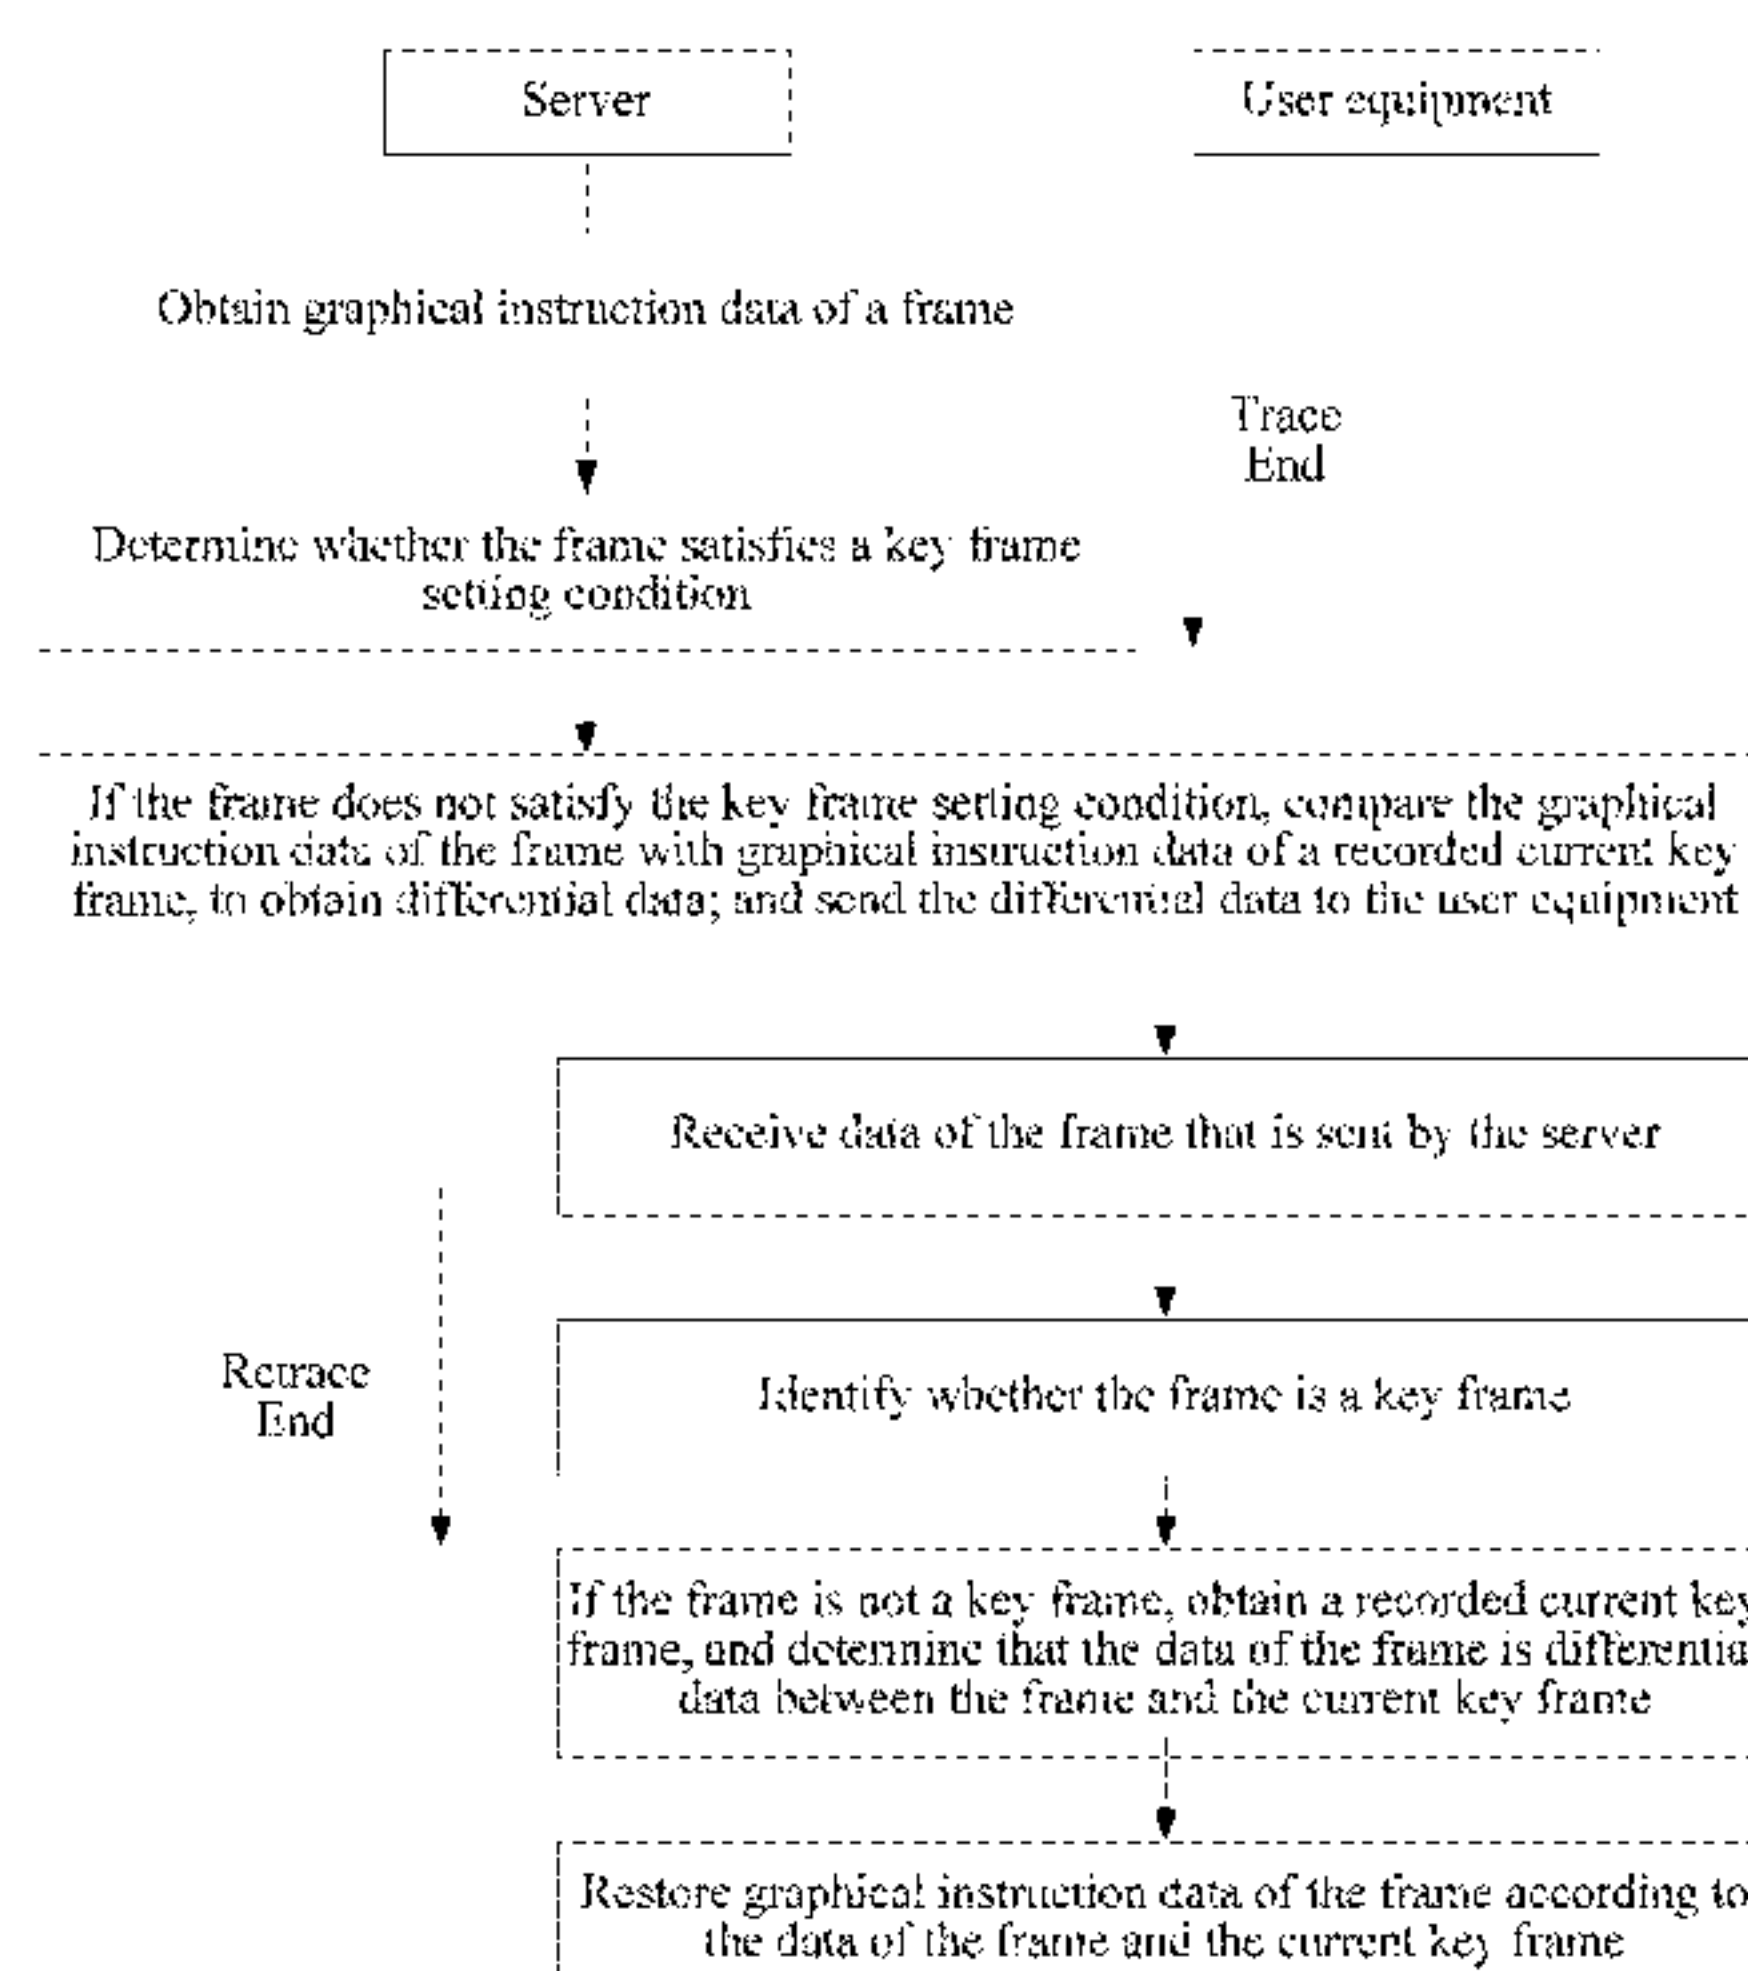 Server
User equipment
Obtain graphical instruction data of a frame
Trace
End
Determine whether the frame satisfies a key frame
setting condition
If the frame does not satisfy the key frame setting condition, compare the graphical
instruction data of the frame with graphical instruction data of a recorded current key
frame, to obtain differential data; and send the differential data to the user equipment
Receive data of the frame that is sent by the server
Retrace
End
Identify whether the frame is a key frame
If the frame is not a key frame, obtain a recorded current key
frame, and determine that the data of the frame is differentia
data between the frame and the current key frame
Restore graphical instruction data of the frame according to
the data of the frame and the current key frame